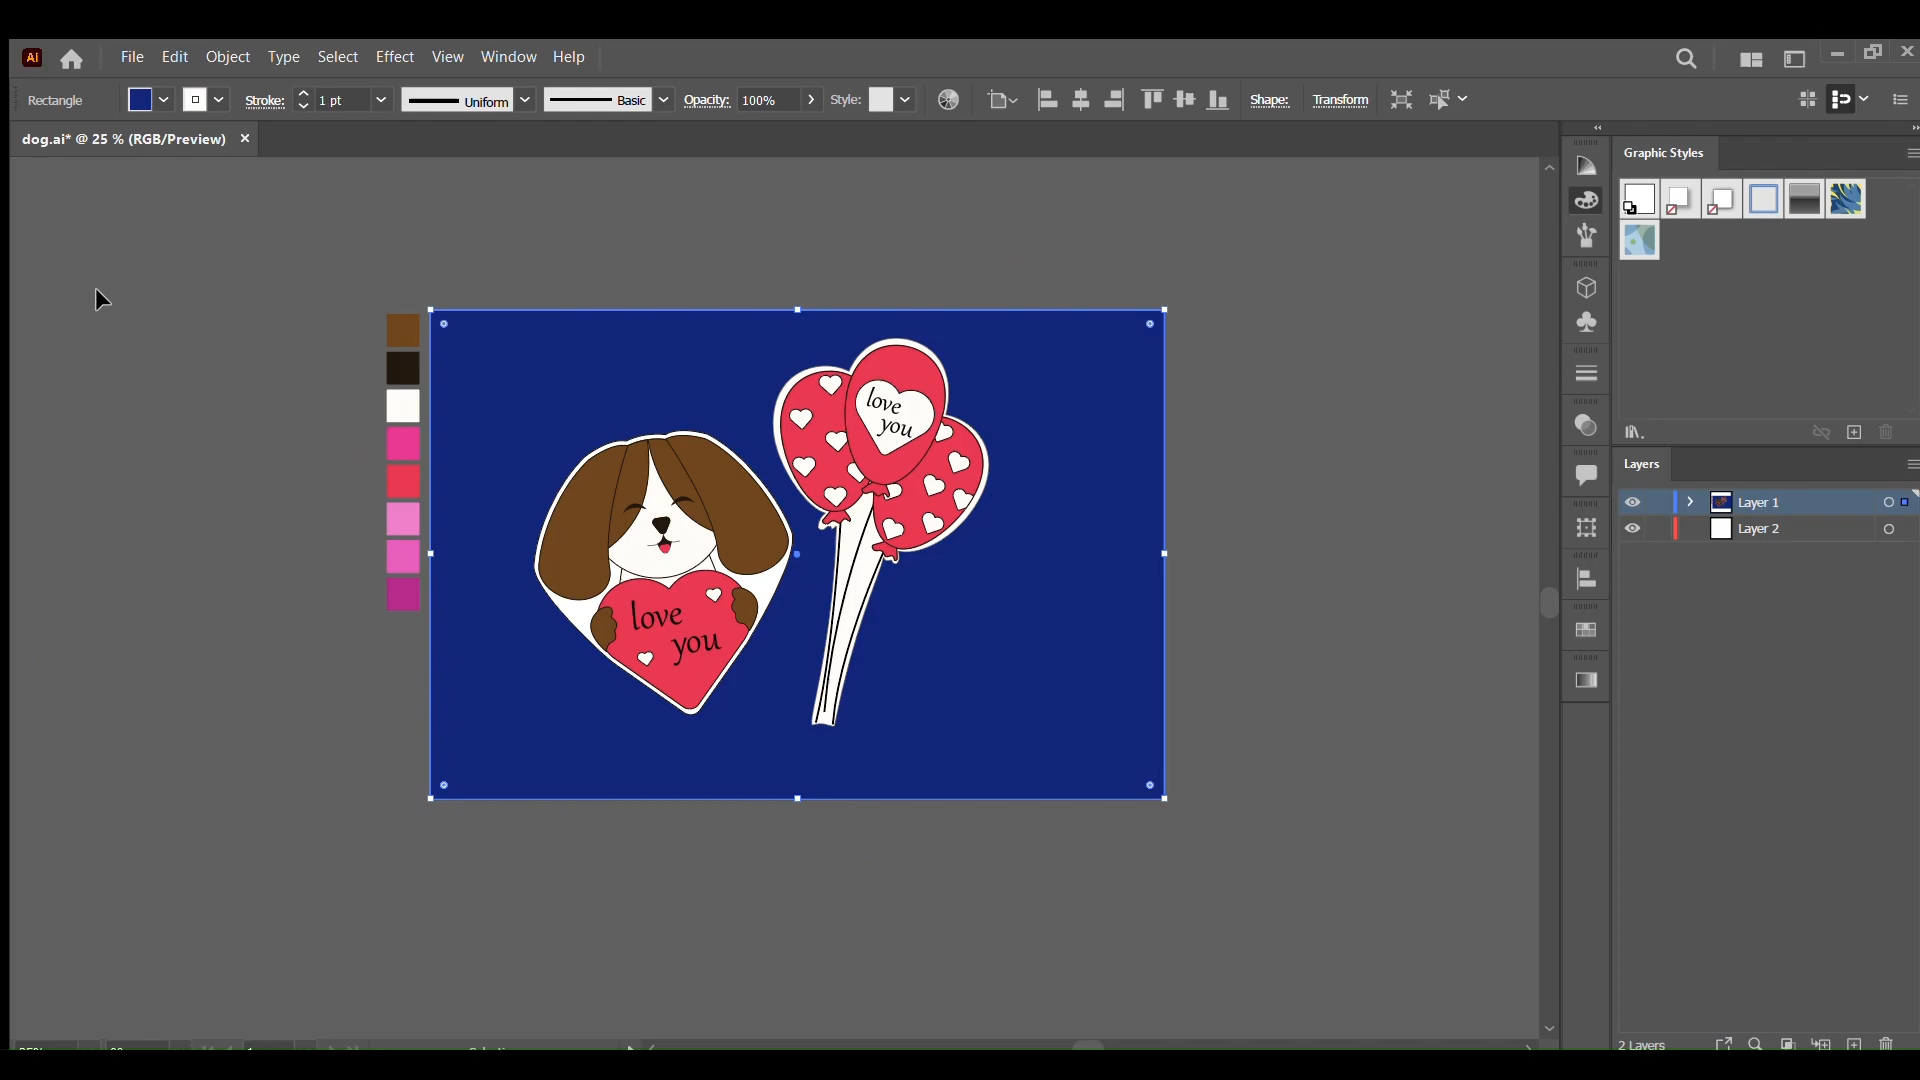 Ai File Edit Object Type Select Effect View Window Help
Rectangle Stroke: 1 pt Uniform Basic Opacity: 100% Style: Shape: Transform
dog.ai* @ 25 % (RGB/Preview)
Graphic Styles
love
you
love
you
Layers
Layer 1
Layer 2
2 Layers